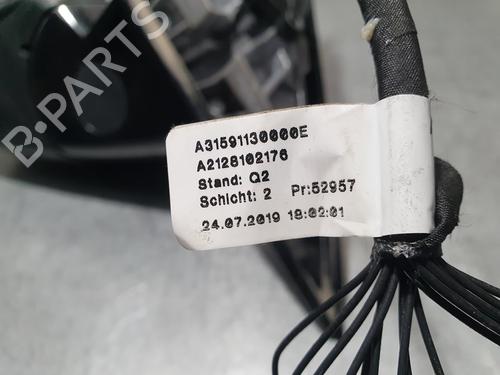 B-PARTS
A31591130000E
A2128102176
Stand: Q2
Schicht: 2 Pr:52957
24.07.2019 18:02:01